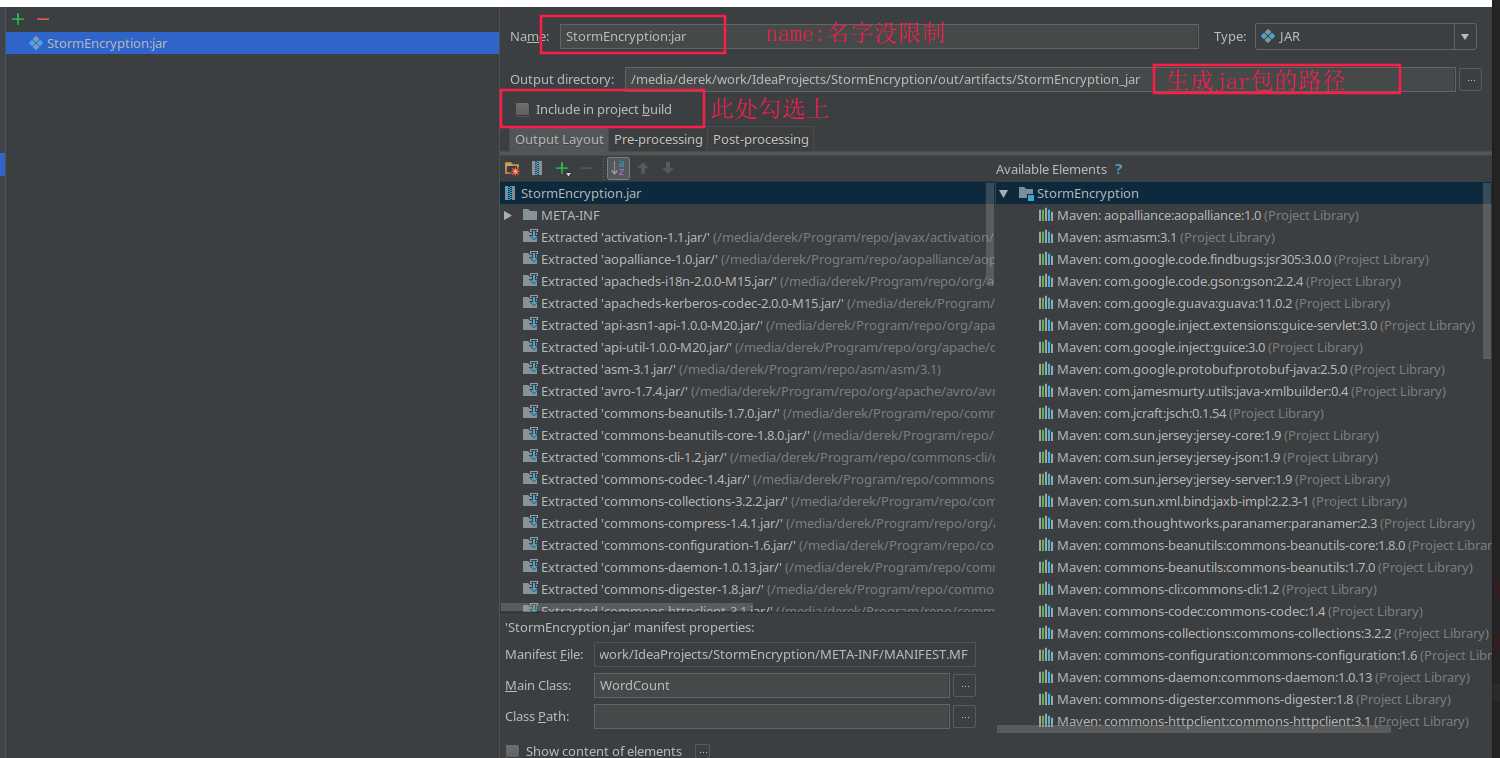 StormEncryption:jar
Name: StormEncryption:jar name:名字没限制 Type: JAR
Output directory: /media/derek/work/IdeaProjects/StormEncryption/out/artifacts/StormEncryption_jar 生成jar包的路径 ...
Include in project build 此处勾选上
Output Layout Pre-processing Post-processing
Available Elements ?
StormEncryption.jar
META-INF
Extracted 'activation-1.1.jar/' (/media/derek/Program/repo/javax/activation/
Extracted 'aopalliance-1.0.jar/' (/media/derek/Program/repo/aopalliance/aop
Extracted 'apacheds-i18n-2.0.0-M15.jar/' (/media/derek/Program/repo/org/a
Extracted 'apacheds-kerberos-codec-2.0.0-M15.jar/' (/media/derek/Program/
Extracted 'api-asn1-api-1.0.0-M20.jar/' (/media/derek/Program/repo/org/apa
Extracted 'api-util-1.0.0-M20.jar/' (/media/derek/Program/repo/org/apache/c
Extracted 'asm-3.1.jar/' (/media/derek/Program/repo/asm/asm/3.1)
Extracted 'avro-1.7.4.jar/' (/media/derek/Program/repo/org/apache/avro/avr
Extracted 'commons-beanutils-1.7.0.jar/' (/media/derek/Program/repo/comr
Extracted 'commons-beanutils-core-1.8.0.jar/' (/media/derek/Program/repo/
Extracted 'commons-cli-1.2.jar/' (/media/derek/Program/repo/commons-cli/c
Extracted 'commons-codec-1.4.jar/' (/media/derek/Program/repo/commons
Extracted 'commons-collections-3.2.2.jar/' (/media/derek/Program/repo/com
Extracted 'commons-compress-1.4.1.jar/' (/media/derek/Program/repo/org/a
Extracted 'commons-configuration-1.6.jar/' (/media/derek/Program/repo/co
Extracted 'commons-daemon-1.0.13.jar/' (/media/derek/Program/repo/comr
Extracted 'commons-digester-1.8.jar/' (/media/derek/Program/repo/commo
Extracted 'commons-httpclient-3.1.jar/' (/media/derek/Program/repo/comm
'StormEncryption.jar' manifest properties:
Manifest File: work/IdeaProjects/StormEncryption/META-INF/MANIFEST.MF
Main Class: WordCount ...
Class Path: ...
Show content of elements ...
StormEncryption
Maven: aopalliance:aopalliance:1.0 (Project Library)
Maven: asm:asm:3.1 (Project Library)
Maven: com.google.code.findbugs:jsr305:3.0.0 (Project Library)
Maven: com.google.code.gson:gson:2.2.4 (Project Library)
Maven: com.google.guava:guava:11.0.2 (Project Library)
Maven: com.google.inject.extensions:guice-servlet:3.0 (Project Library)
Maven: com.google.inject:guice:3.0 (Project Library)
Maven: com.google.protobuf:protobuf-java:2.5.0 (Project Library)
Maven: com.jamesmurty.utils:java-xmlbuilder:0.4 (Project Library)
Maven: com.jcraft:jsch:0.1.54 (Project Library)
Maven: com.sun.jersey:jersey-core:1.9 (Project Library)
Maven: com.sun.jersey:jersey-json:1.9 (Project Library)
Maven: com.sun.jersey:jersey-server:1.9 (Project Library)
Maven: com.sun.xml.bind:jaxb-impl:2.2.3-1 (Project Library)
Maven: com.thoughtworks.paranamer:paranamer:2.3 (Project Library)
Maven: commons-beanutils:commons-beanutils-core:1.8.0 (Project Librar
Maven: commons-beanutils:commons-beanutils:1.7.0 (Project Library)
Maven: commons-cli:commons-cli:1.2 (Project Library)
Maven: commons-codec:commons-codec:1.4 (Project Library)
Maven: commons-collections:commons-collections:3.2.2 (Project Library)
Maven: commons-configuration:commons-configuration:1.6 (Project Libr
Maven: commons-daemon:commons-daemon:1.0.13 (Project Library)
Maven: commons-digester:commons-digester:1.8 (Project Library)
Maven: commons-httpclient:commons-httpclient:3.1 (Project Library)